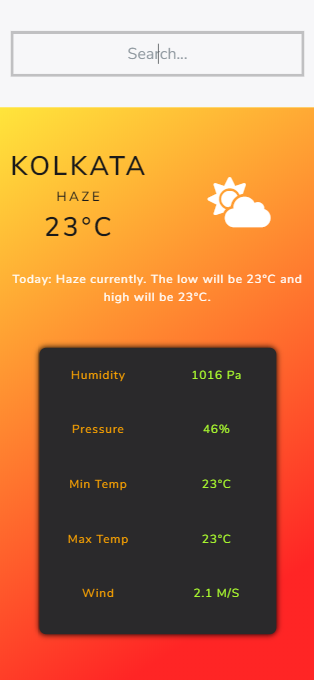 Search...
KOLKATA
HAZE
23°C
Today: Haze currently. The low will be 23°C and
high will be 23°C.
Humidity 1016 Pa
Pressure 46%
Min Temp 23°C
Max Temp 23°C
Wind 2.1 M/S